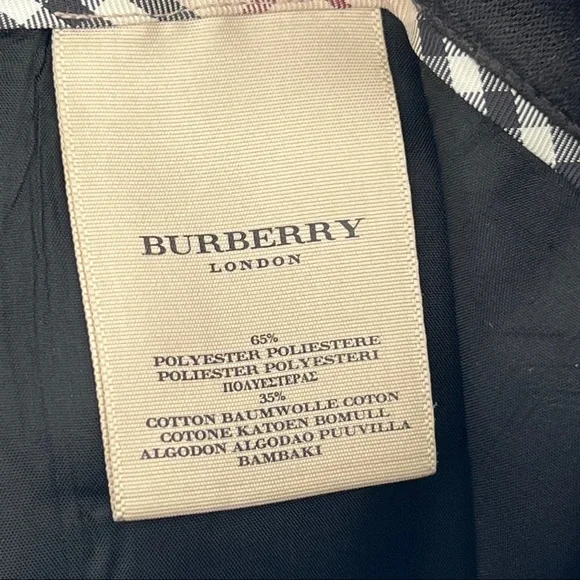 BURBERRY
LONDON
65%
POLYESTER POLIESTERE
POLIESTER POLYESTERI
ΠΟΛΥΕΣΤΕΡΑΣ
35%
COTTON BAUMWOLLE COTON
COTONE KATOEN BOMULL
ALGODON ALGODAO PUUVILLA
BAMBAKI